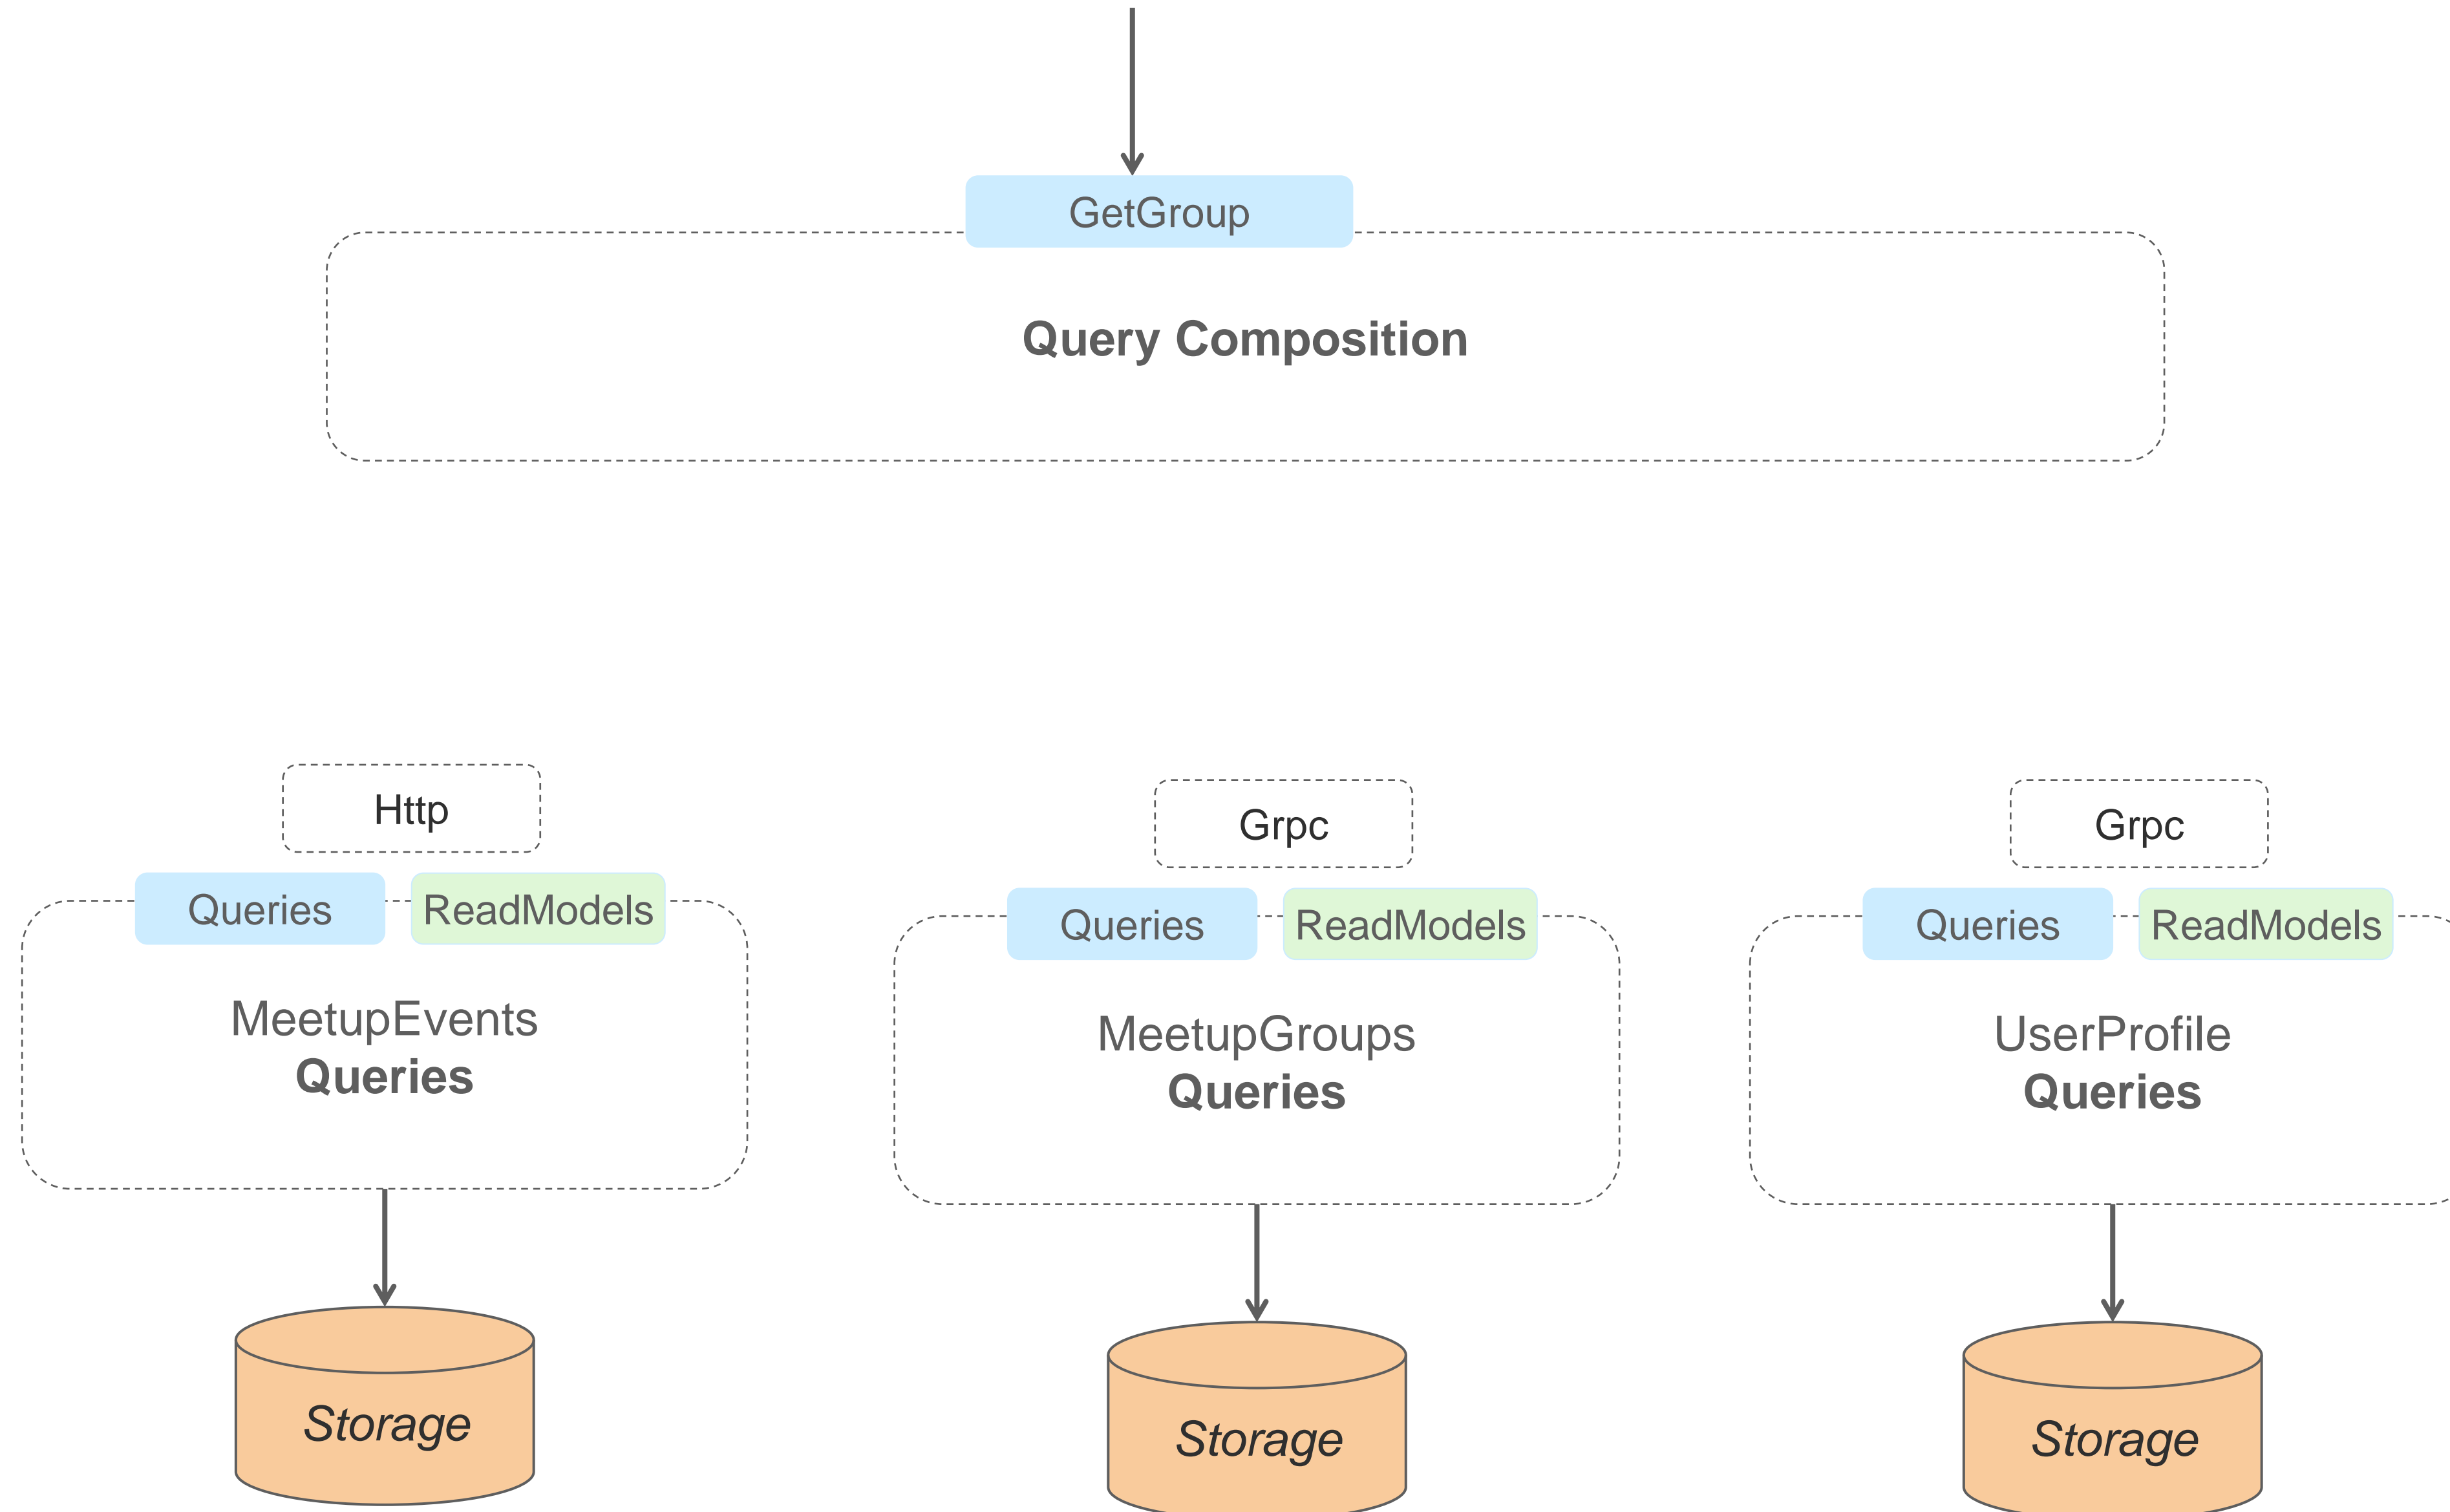 GetGroup
Query Composition
Http
Queries
ReadModels
MeetupEvents
Queries
Storage
Grpc
Queries
ReadModels
MeetupGroups
Queries
Storage
Grpc
Queries
ReadModels
UserProfile
Queries
Storage